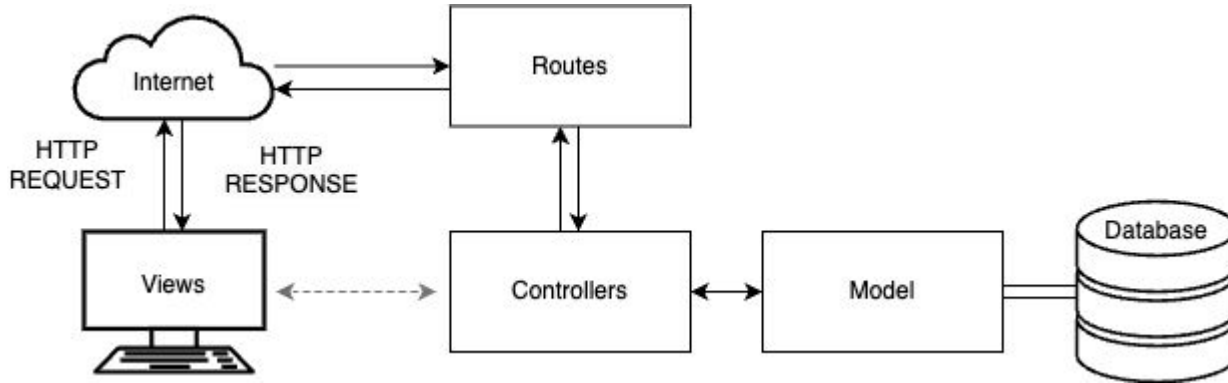 Internet
Routes
HTTP
REQUEST
HTTP
RESPONSE
Views
Controllers
Model
Database